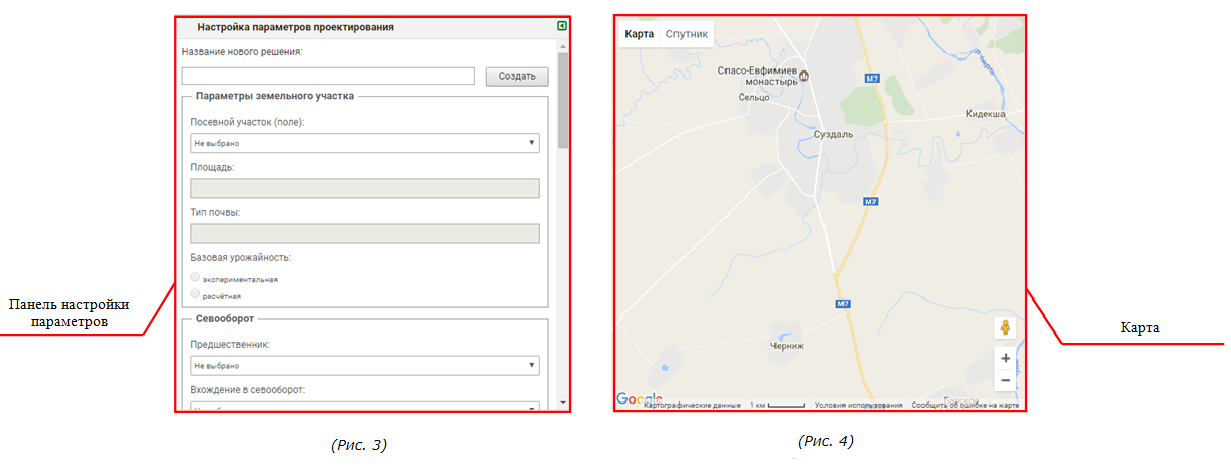 Настройка параметров проектирования
Название нового решения:
Создать
Параметры земельного участка
Посевной участок (поле):
Не выбрано
Площадь:
Тип почвы:
Базовая урожайность:
экспериментальная
расчётная
Севооборот
Предшественник:
Не выбрано
Вхождение в севооборот:
Панель настройки
параметров
(Рис. 3)
Карта Спутник
Спасо-Евфимиев
монастырь
Сельцо
М7
р. Нерль
Кидекша
Суздаль
М7
М7
Черниж
Google
Картографические данные 1 км Условия использования Сообщить об ошибке на карте
Карта
(Рис. 4)